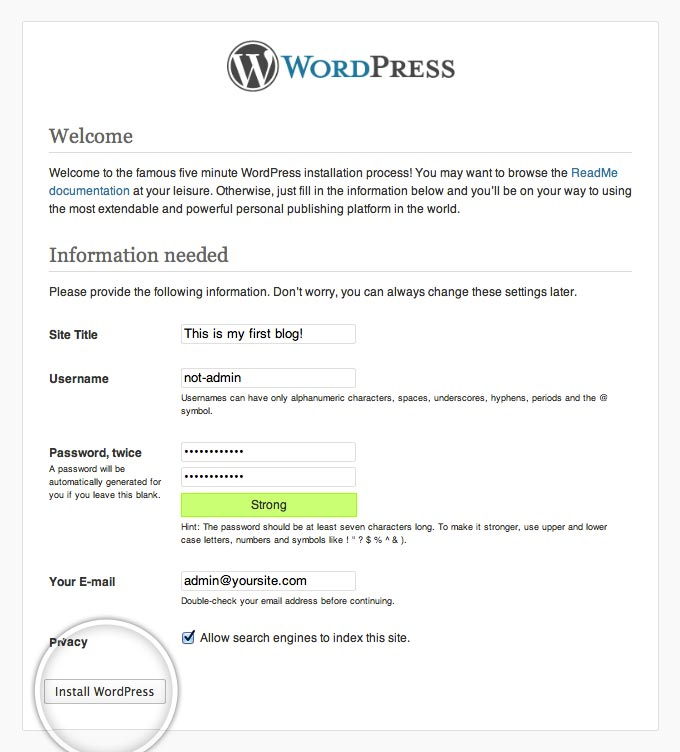 WORDPRESS
Welcome
Welcome to the famous five minute WordPress installation process! You may want to browse the ReadMe
documentation at your leisure. Otherwise, just fill in the information below and you'll be on your way to using
the most extendable and powerful personal publishing platform in the world.
Information needed
Please provide the following information. Don't worry, you can always change these settings later.
Site Title
This is my first blog!
Username
not-admin
Usernames can have only alphanumeric characters, spaces, underscores, hyphens, periods and the @
symbol.
Password, twice
A password will be
automatically generated for
you if you leave this blank.
••••••••••••
••••••••••••
Strong
Hint: The password should be at least seven characters long. To make it stronger, use upper and lower
case letters, numbers and symbols like ! " ? $ % ^ & ).
Your E-mail
admin@yoursite.com
Double-check your email address before continuing.
Privacy
Allow search engines to index this site.
Install WordPress